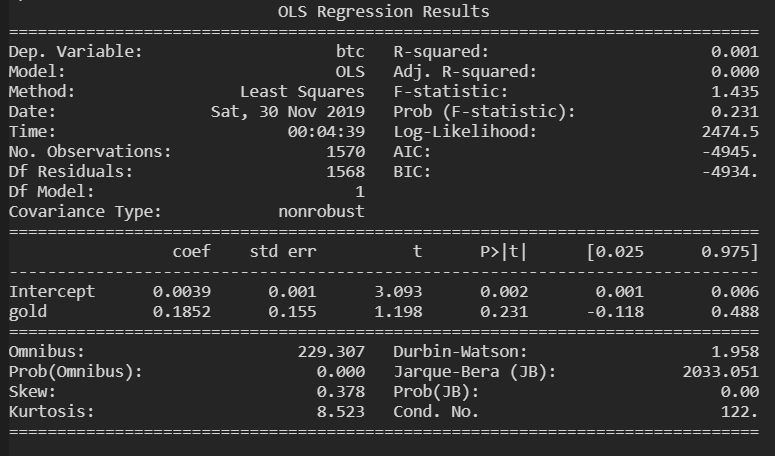 OLS Regression Results
==============================================================================
Dep. Variable:                    btc   R-squared:                       0.001
Model:                            OLS   Adj. R-squared:                  0.000
Method:                 Least Squares   F-statistic:                     1.435
Date:                Sat, 30 Nov 2019   Prob (F-statistic):              0.231
Time:                        00:04:39   Log-Likelihood:                 2474.5
No. Observations:                1570   AIC:                            -4945.
Df Residuals:                    1568   BIC:                            -4934.
Df Model:                           1
Covariance Type:            nonrobust
==============================================================================
                 coef    std err          t      P>|t|      [0.025      0.975]
------------------------------------------------------------------------------
Intercept      0.0039      0.001      3.093      0.002       0.001       0.006
gold           0.1852      0.155      1.198      0.231      -0.118       0.488
==============================================================================
Omnibus:                      229.307   Durbin-Watson:                   1.958
Prob(Omnibus):                  0.000   Jarque-Bera (JB):             2033.051
Skew:                           0.378   Prob(JB):                         0.00
Kurtosis:                       8.523   Cond. No.                         122.
==============================================================================